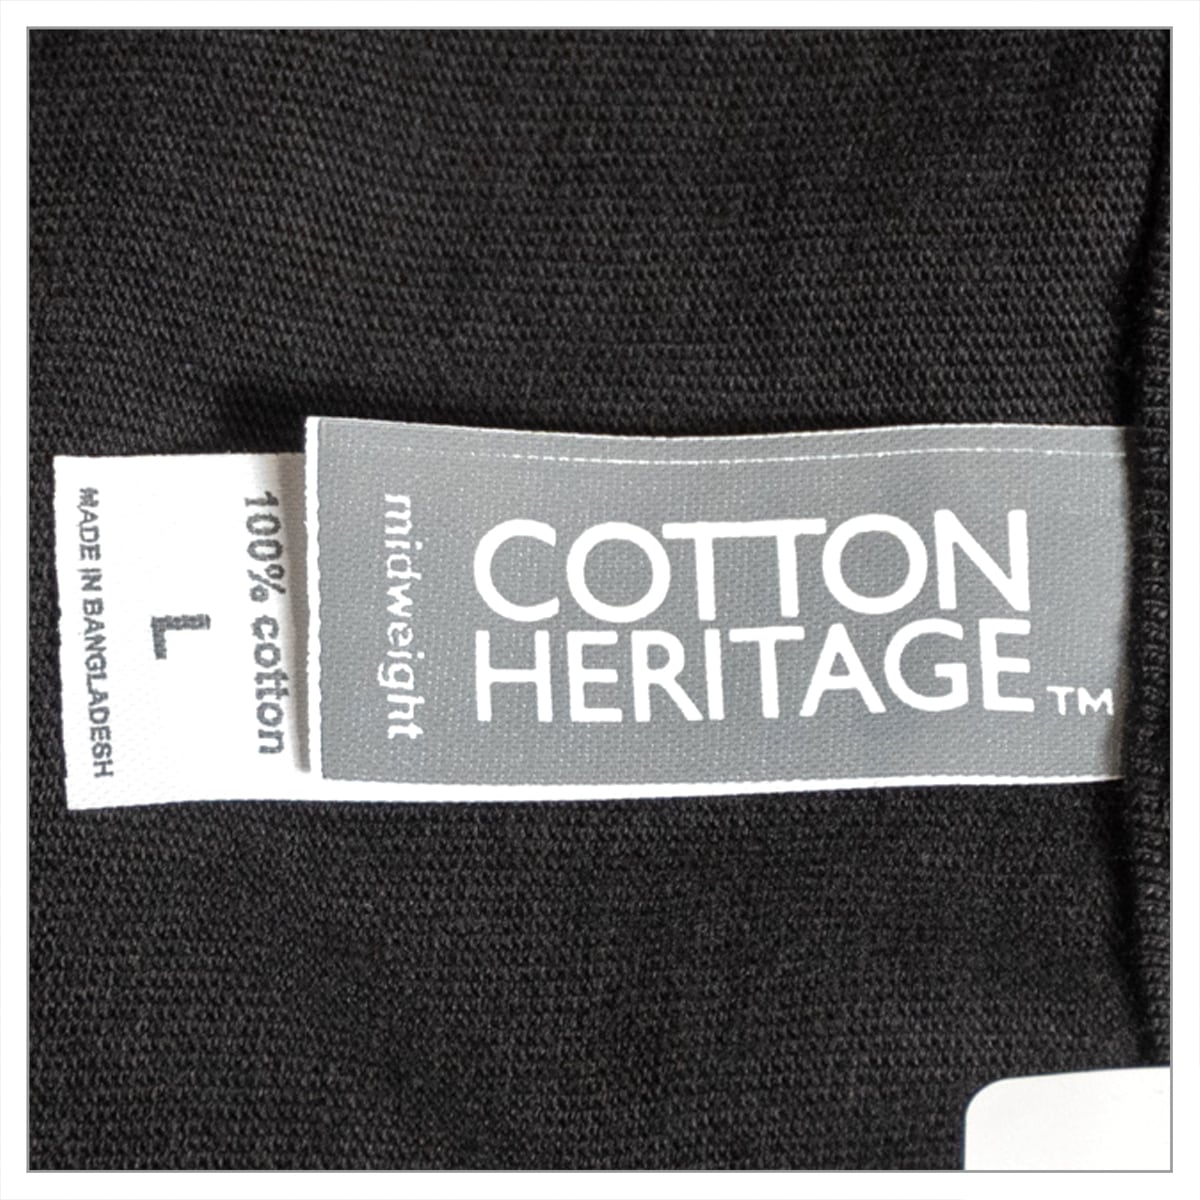 COTTON
HERITAGE™
midweight
100% cotton
L
MADE IN BANGLADESH